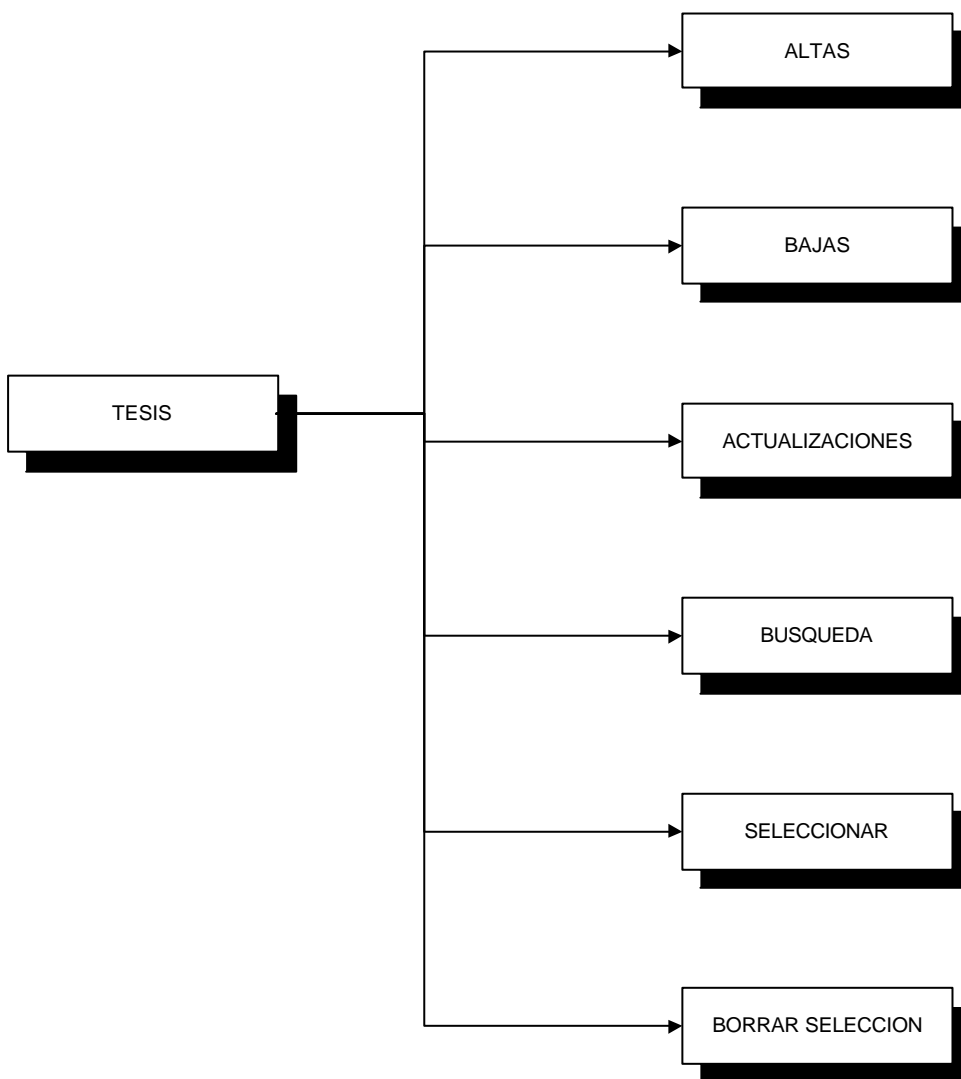 ALTAS
BAJAS
TESIS
ACTUALIZACIONES
BUSQUEDA
SELECCIONAR
BORRAR SELECCION